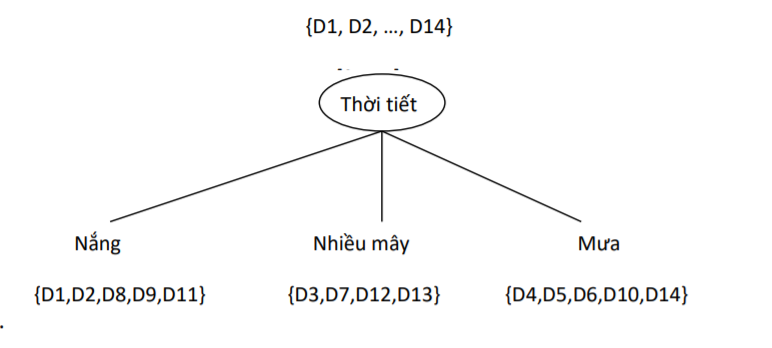 {D1, D2, ..., D14}
Thời tiết
Nắng Nhiều mây Mưa
{D1,D2,D8,D9,D11} {D3,D7,D12,D13} {D4,D5,D6,D10,D14}
.